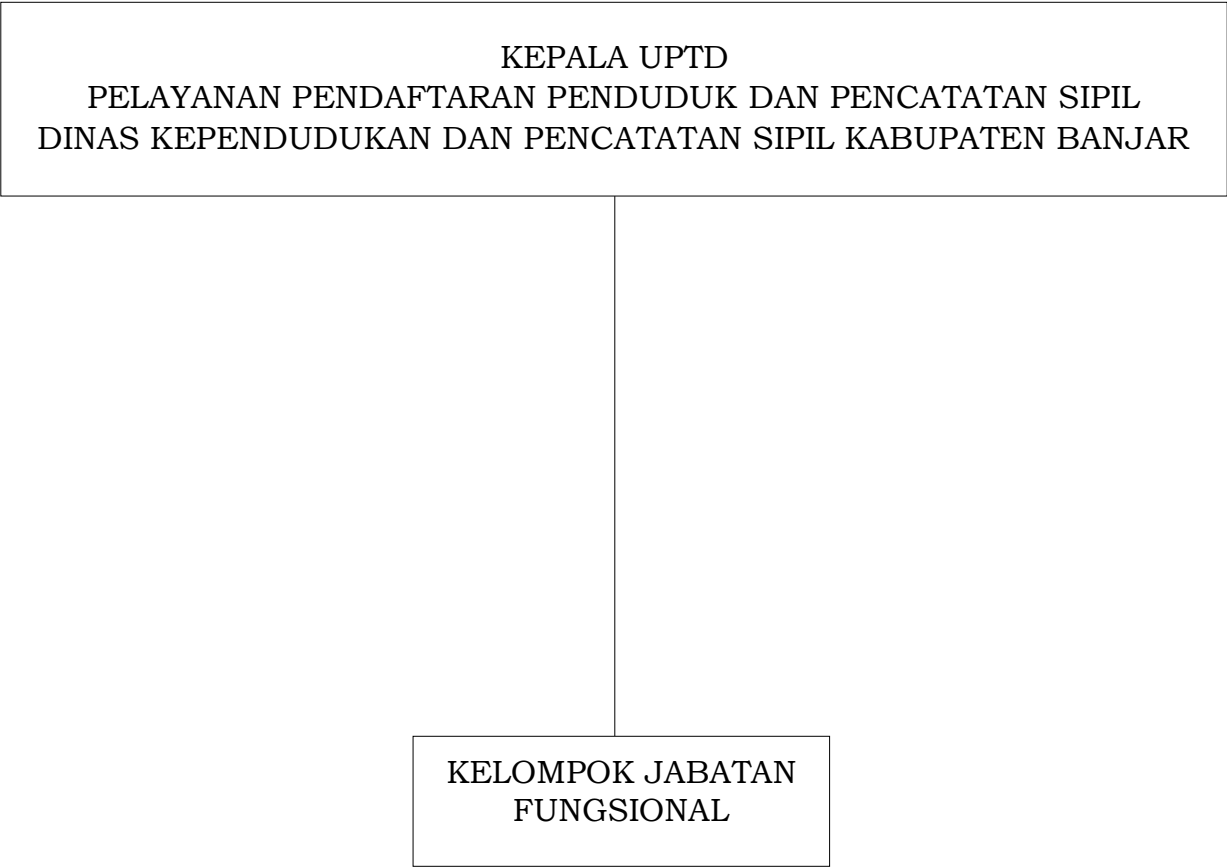 KEPALA UPTD
PELAYANAN PENDAFTARAN PENDUDUK DAN PENCATATAN SIPIL
DINAS KEPENDUDUKAN DAN PENCATATAN SIPIL KABUPATEN BANJAR
KELOMPOK JABATAN
FUNGSIONAL